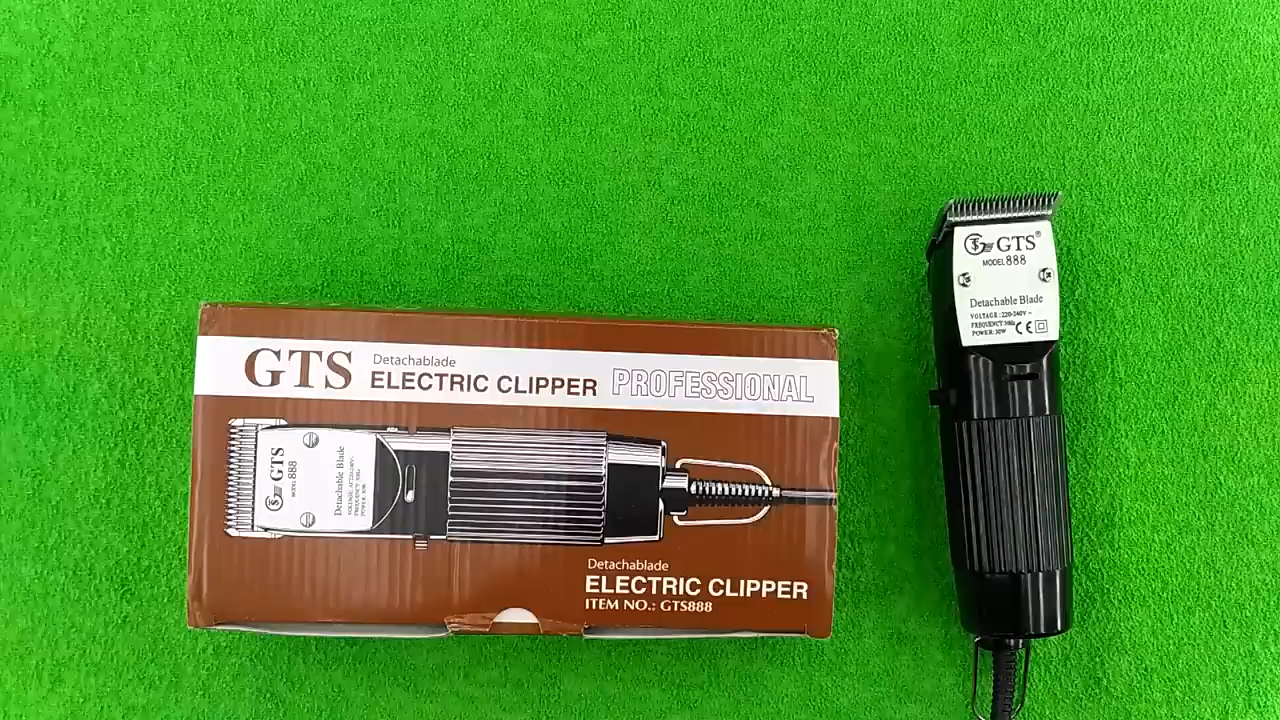 GTS
Detachablade
ELECTRIC CLIPPER
PROFESSIONAL
GTS
MODEL 888
Detachable Blade
Detachablade
ELECTRIC CLIPPER
ITEM NO.: GTS888
GTS®
MODEL 888
Detachable Blade
VOLTAGE:220-240V~
POWER: 30W
CE